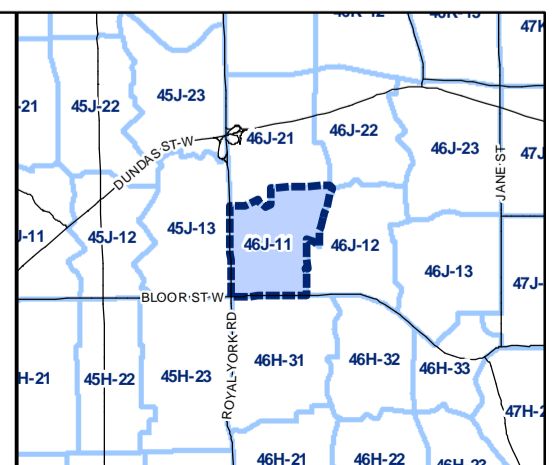 45J-23
-21
45J-22
46J-21
46J-22
46J-23
47J
DUNDAS ST W
JANE ST
45J-13
J-11
45J-12
46J-11
46J-12
46J-13
47J-
BLOOR ST W
ROYAL YORK RD
46H-31
46H-32
46H-33
H-21
45H-22
45H-23
47H-2
46H-21
46H-22